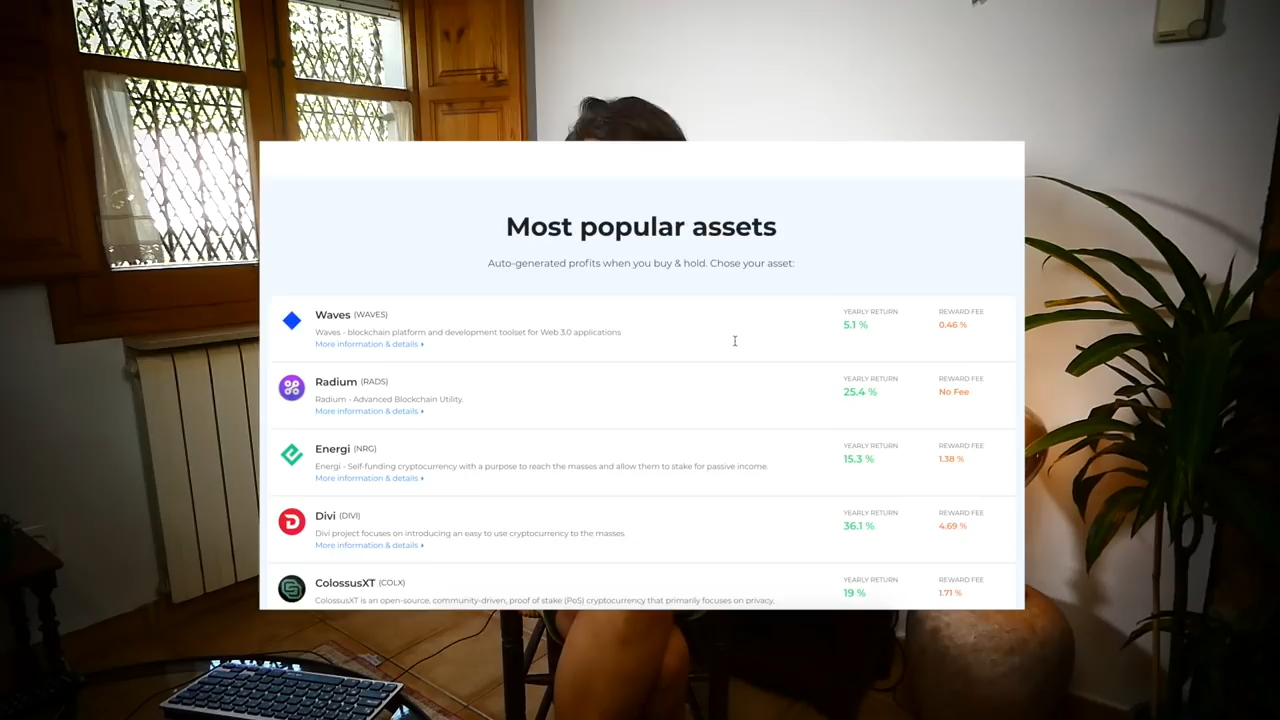 Most popular assets
Auto-generated profits when you buy & hold. Chose your asset:
Waves (WAVES)
Waves - blockchain platform and development toolset for Web 3.0 applications
More information & details
YEARLY RETURN
5.1 %
REWARD FEE
0.46 %
Radium (RADS)
Radium - Advanced Blockchain Utility.
More information & details
YEARLY RETURN
25.4 %
REWARD FEE
No Fee
Energi (NRG)
Energi - Self-funding cryptocurrency with a purpose to reach the masses and allow them to stake for passive income.
More information & details
YEARLY RETURN
15.3 %
REWARD FEE
1.38 %
Divi (DIVI)
Divi project focuses on introducing an easy to use cryptocurrency to the masses.
More information & details
YEARLY RETURN
36.1 %
REWARD FEE
4.69 %
ColossusXT (COLX)
ColossusXT is an open-source, community-driven, proof of stake (PoS) cryptocurrency that primarily focuses on privacy,
YEARLY RETURN
19 %
REWARD FEE
1.71 %